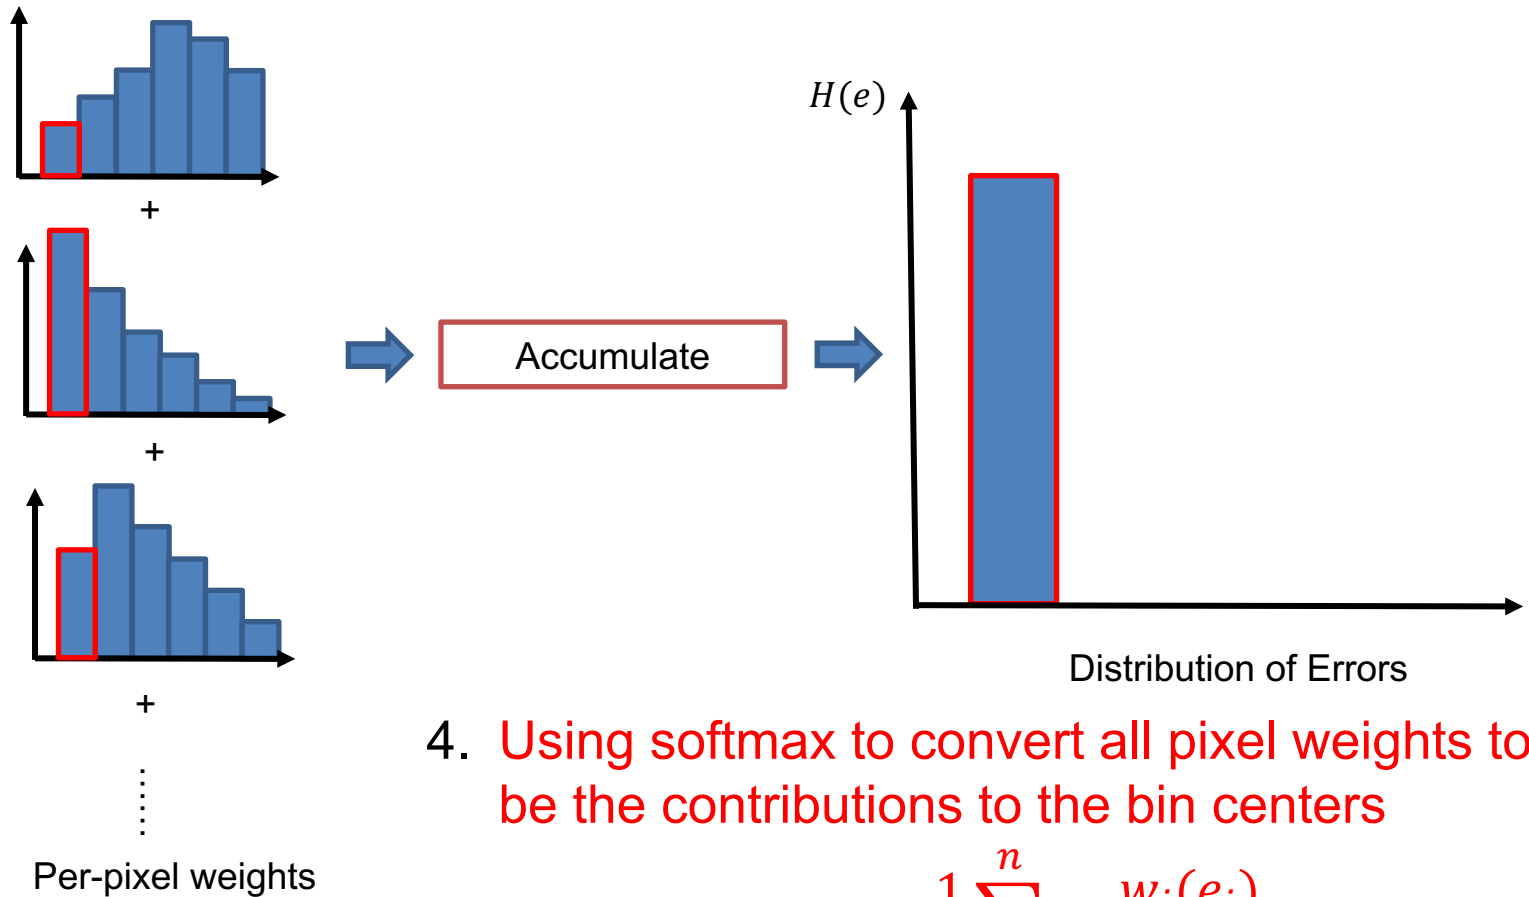 H(e)
+
Accumulate
+
Distribution of Errors
+
4. Using softmax to convert all pixel weights to
be the contributions to the bin centers
Per-pixel weights
n
1 ∑